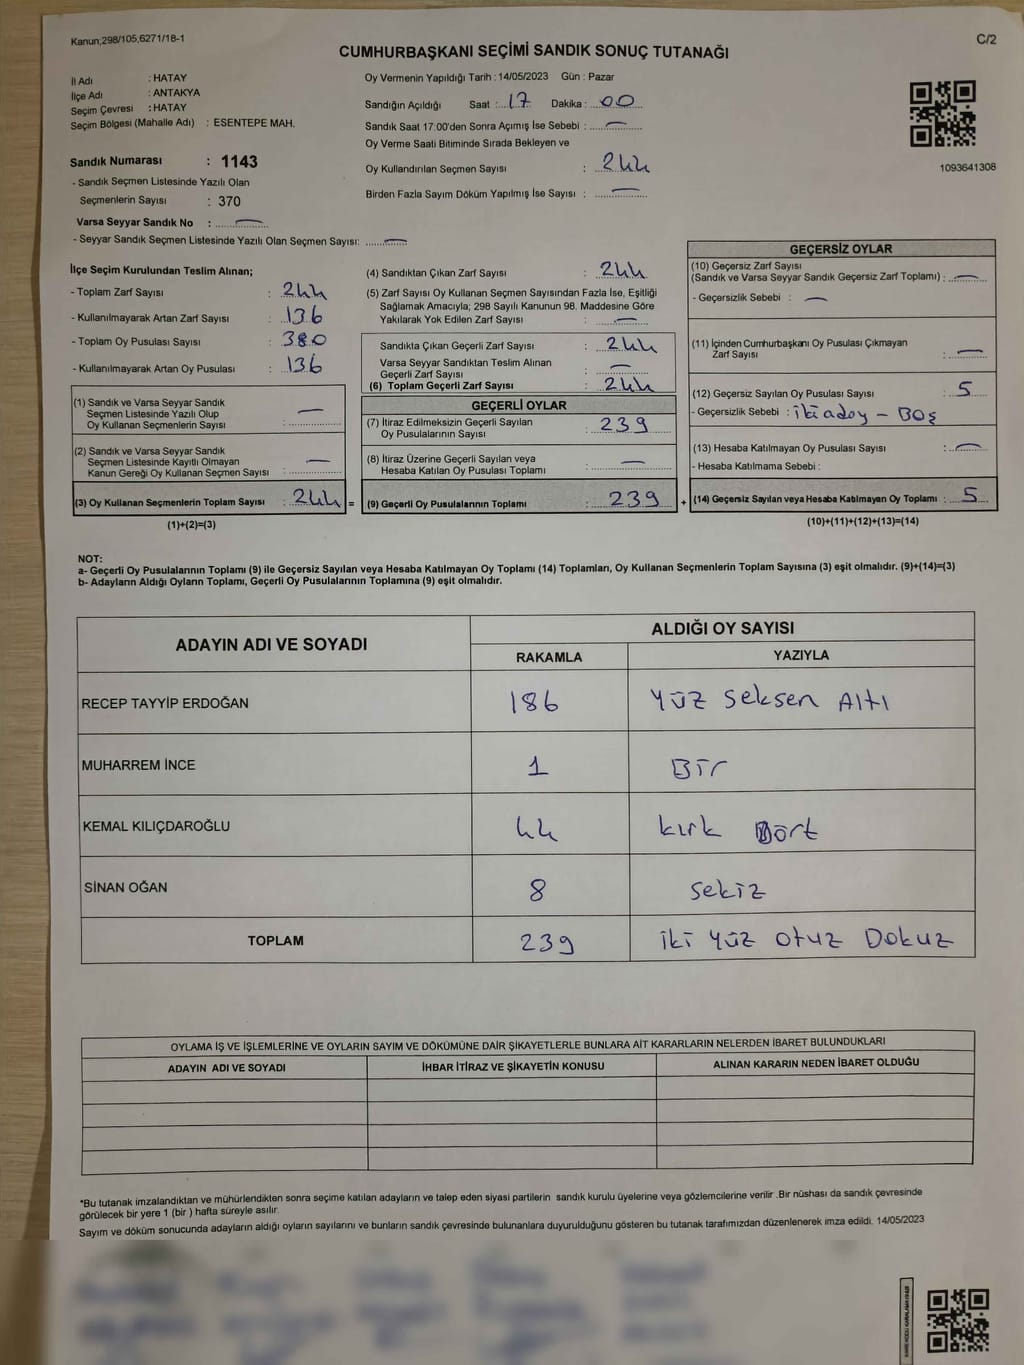 Kanun;298/105,6271/18-1
C/2
CUMHURBAŞKANI SEÇİMİ SANDIK SONUÇ TUTANAĞI
İl Adı : HATAY
İlçe Adı : ANTAKYA
Seçim Çevresi : HATAY
Seçim Bölgesi (Mahalle Adı) : ESENTEPE MAH.
Sandık Numarası : 1143
- Sandık Seçmen Listesinde Yazılı Olan
Seçmenlerin Sayısı : 370
Varsa Seyyar Sandık No : —
- Seyyar Sandık Seçmen Listesinde Yazılı Olan Seçmen Sayısı: —
Oy Vermenin Yapıldığı Tarih : 14/05/2023 Gün : Pazar
Sandığın Açıldığı Saat : 17 Dakika : 00
Sandık Saat 17:00'den Sonra Açımış İse Sebebi : —
Oy Verme Saati Bitiminde Sırada Bekleyen ve
Oy Kullandırılan Seçmen Sayısı : 244
Birden Fazla Sayım Döküm Yapılmış İse Sayısı : —
1093641308
İlçe Seçim Kurulundan Teslim Alınan;
- Toplam Zarf Sayısı : 244
- Kullanılmayarak Artan Zarf Sayısı : 136
- Toplam Oy Pusulası Sayısı : 380
- Kullanılmayarak Artan Oy Pusulası : 136
(1) Sandık ve Varsa Seyyar Sandık
Seçmen Listesinde Yazılı Olup
Oy Kullanan Seçmenlerin Sayısı : —
(2) Sandık ve Varsa Seyyar Sandık
Seçmen Listesinde Kayıtlı Olmayan
Kanun Gereği Oy Kullanan Seçmen Sayısı : —
(3) Oy Kullanan Seçmenlerin Toplam Sayısı : 244 =
(1)+(2)=(3)
(4) Sandıktan Çıkan Zarf Sayısı : 244
(5) Zarf Sayısı Oy Kullanan Seçmen Sayısından Fazla İse, Eşitliği
Sağlamak Amacıyla; 298 Sayılı Kanunun 98. Maddesine Göre
Yakılarak Yok Edilen Zarf Sayısı : —
Sandıkta Çıkan Geçerli Zarf Sayısı : 244
Varsa Seyyar Sandıktan Teslim Alınan
Geçerli Zarf Sayısı : —
(6) Toplam Geçerli Zarf Sayısı : 244
GEÇERLİ OYLAR
(7) İtiraz Edilmeksizin Geçerli Sayılan
Oy Pusulalarının Sayısı : 239
(8) İtiraz Üzerine Geçerli Sayılan veya
Hesaba Katılan Oy Pusulası Toplamı : —
(9) Geçerli Oy Pusulalarının Toplamı : 239 +
GEÇERSİZ OYLAR
(10) Geçersiz Zarf Sayısı
(Sandık ve Varsa Seyyar Sandık Geçersiz Zarf Toplamı) : —
- Geçersizlik Sebebi : —
(11) İçinden Cumhurbaşkanı Oy Pusulası Çıkmayan
Zarf Sayısı : —
(12) Geçersiz Sayılan Oy Pusulası Sayısı : 5
- Geçersizlik Sebebi : iki aday – Boş
(13) Hesaba Katılmayan Oy Pusulası Sayısı : —
- Hesaba Katılmama Sebebi :
(14) Geçersiz Sayılan veya Hesaba Katılmayan Oy Toplamı : 5
(10)+(11)+(12)+(13)=(14)
NOT:
a- Geçerli Oy Pusulalarının Toplamı (9) ile Geçersiz Sayılan veya Hesaba Katılmayan Oy Toplamı (14) Toplamları, Oy Kullanan Seçmenlerin Toplam Sayısına (3) eşit olmalıdır. (9)+(14)=(3)
b- Adayların Aldığı Oyların Toplamı, Geçerli Oy Pusulalarının Toplamına (9) eşit olmalıdır.
ADAYIN ADI VE SOYADI
ALDIĞI OY SAYISI
RAKAMLA YAZIYLA
RECEP TAYYİP ERDOĞAN 186 Yüz Seksen Altı
MUHARREM İNCE 1 Bir
KEMAL KILIÇDAROĞLU 44 kırk Dört
SİNAN OĞAN 8 Sekiz
TOPLAM 239 iki Yüz Otuz Dokuz
OYLAMA İŞ VE İŞLEMLERİNE VE OYLARIN SAYIM VE DÖKÜMÜNE DAİR ŞİKAYETLERLE BUNLARA AİT KARARLARIN NELERDEN İBARET BULUNDUKLARI
ADAYIN ADI VE SOYADI İHBAR İTİRAZ VE ŞİKAYETİN KONUSU ALINAN KARARIN NEDEN İBARET OLDUĞU
*Bu tutanak imzalandıktan ve mühürlendikten sonra seçime katılan adayların ve talep eden siyasi partilerin sandık kurulu üyelerine veya gözlemcilerine verilir .Bir nüshası da sandık çevresinde
görülecek bir yere 1 (bir ) hafta süreyle asılır.
Sayım ve döküm sonucunda adayların aldığı oyların sayılarını ve bunların sandık çevresinde bulunanlara duyurulduğunu gösteren bu tutanak tarafımızdan düzenlenerek imza edildi. 14/05/2023